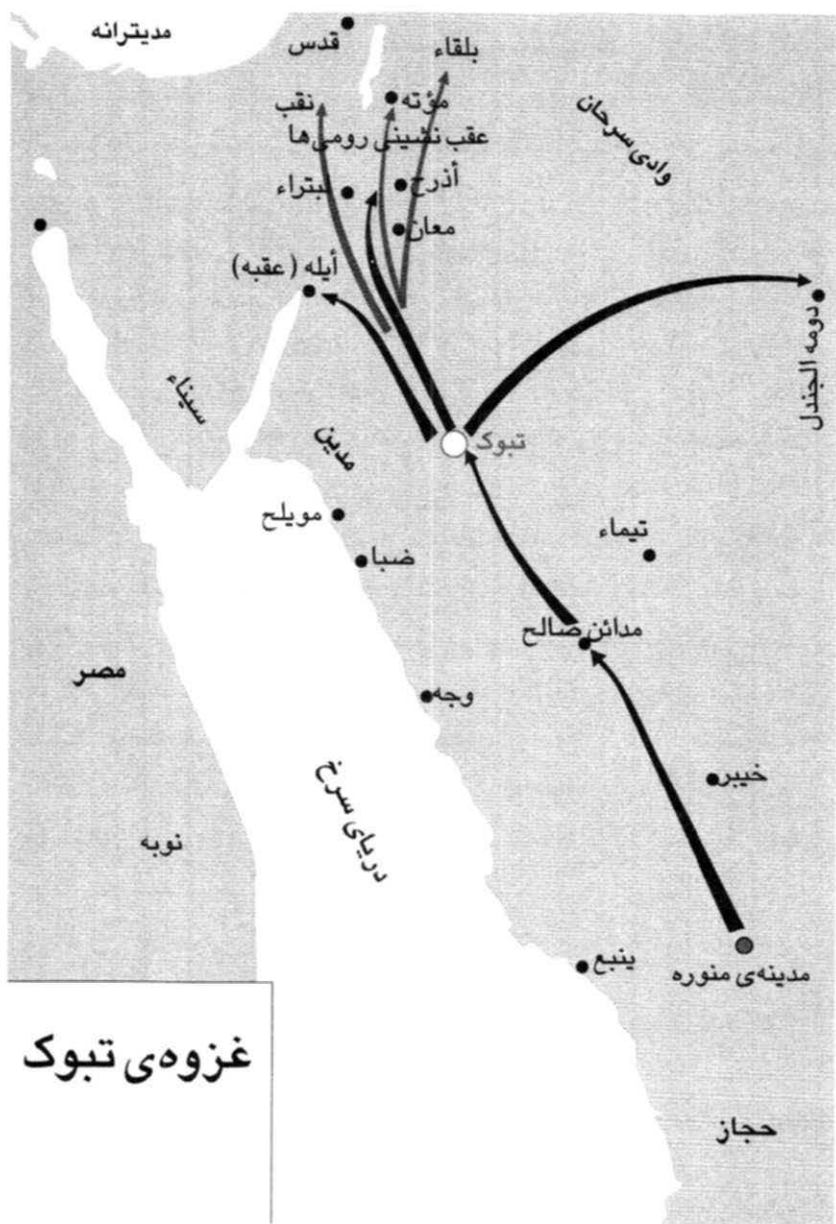 مدیترانه
قدس
بلقاء
نقب
مؤته
عقب نشینی رومی‌ها
وادی سرحان
أذرح
لبتراء
معان
أیله (عقبه)
دومه الجندل
سیناء
مدین
تبوک
مویلح
ضبا
تیماء
مدائن صالح
مصر
وجه
خیبر
دریای سرخ
نوبه
ینبع
مدینه‌ی منوره
غزوه‌ی تبوک
حجاز